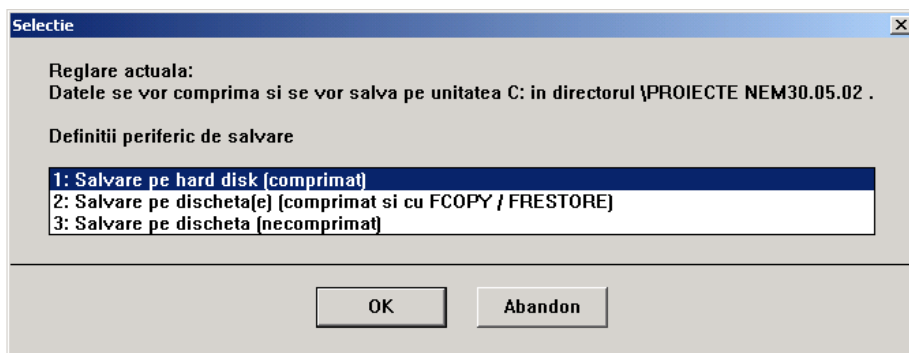 Selectie
Reglare actuala:
Datele se vor comprima si se vor salva pe unitatea C: in directorul \PROIECTE NEM30.05.02 .
Definitii periferic de salvare
1: Salvare pe hard disk (comprimat)
2: Salvare pe discheta(e) (comprimat si cu FCOPY / FRESTORE)
3: Salvare pe discheta (necomprimat)
OK
Abandon